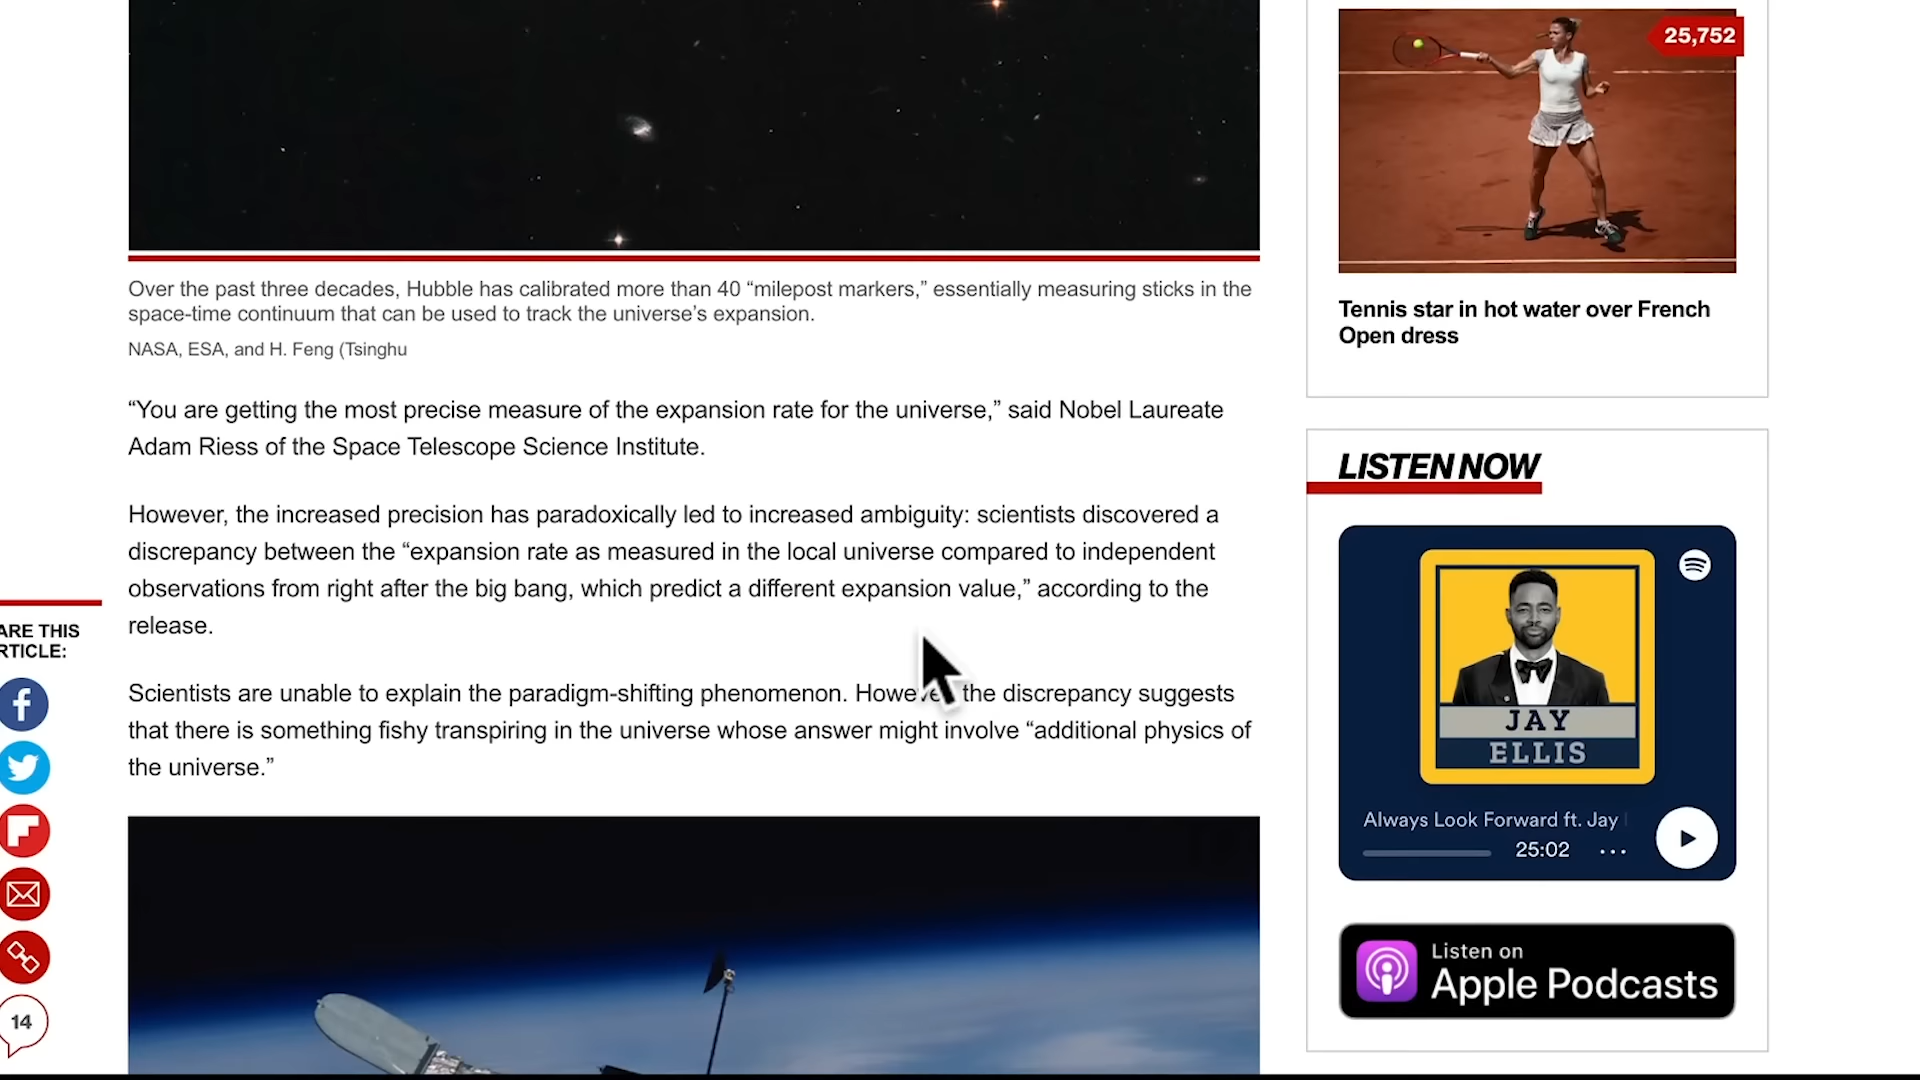 25,752
Over the past three decades, Hubble has calibrated more than 40 “milepost markers,” essentially measuring sticks in the
space-time continuum that can be used to track the universe’s expansion.
NASA, ESA, and H. Feng (Tsinghu
“You are getting the most precise measure of the expansion rate for the universe,” said Nobel Laureate
Adam Riess of the Space Telescope Science Institute.
However, the increased precision has paradoxically led to increased ambiguity: scientists discovered a
discrepancy between the “expansion rate as measured in the local universe compared to independent
observations from right after the big bang, which predict a different expansion value,” according to the
release.
Scientists are unable to explain the paradigm-shifting phenomenon. However, the discrepancy suggests
that there is something fishy transpiring in the universe whose answer might involve “additional physics of
the universe.”
ARE THIS
RTICLE:
14
Tennis star in hot water over French
Open dress
LISTEN NOW
JAY
ELLIS
Always Look Forward ft. Jay
25:02
Listen on
Apple Podcasts